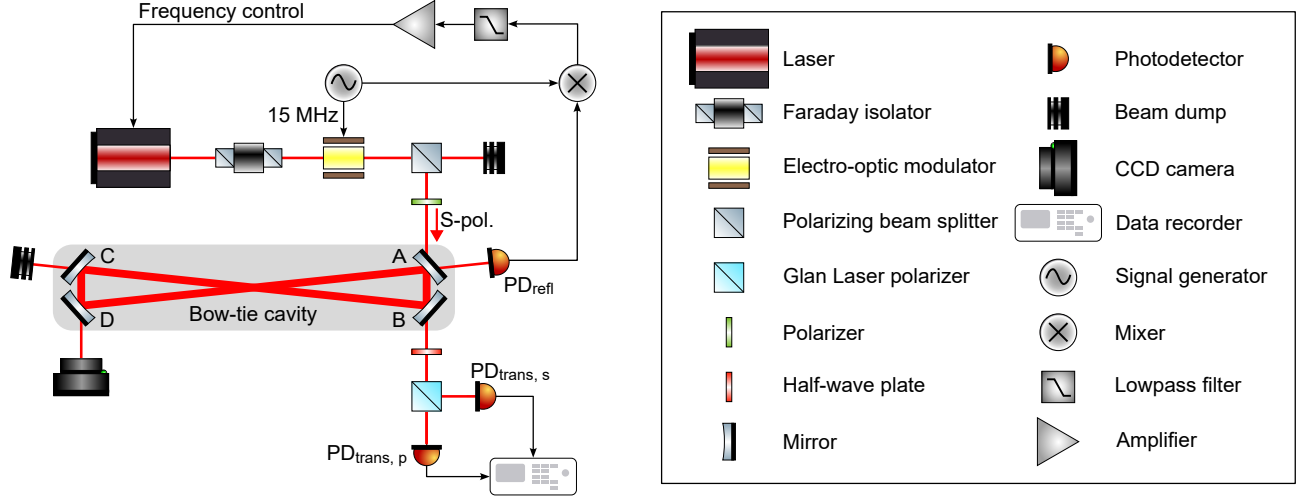 Frequency control
15 MHz
S-pol.
C
A
PDrefl
D
B
Bow-tie cavity
PDtrans, s
PDtrans, p
Laser
Faraday isolator
Electro-optic modulator
Polarizing beam splitter
Glan Laser polarizer
Polarizer
Half-wave plate
Mirror
Photodetector
Beam dump
CCD camera
Data recorder
Signal generator
Mixer
Lowpass filter
Amplifier